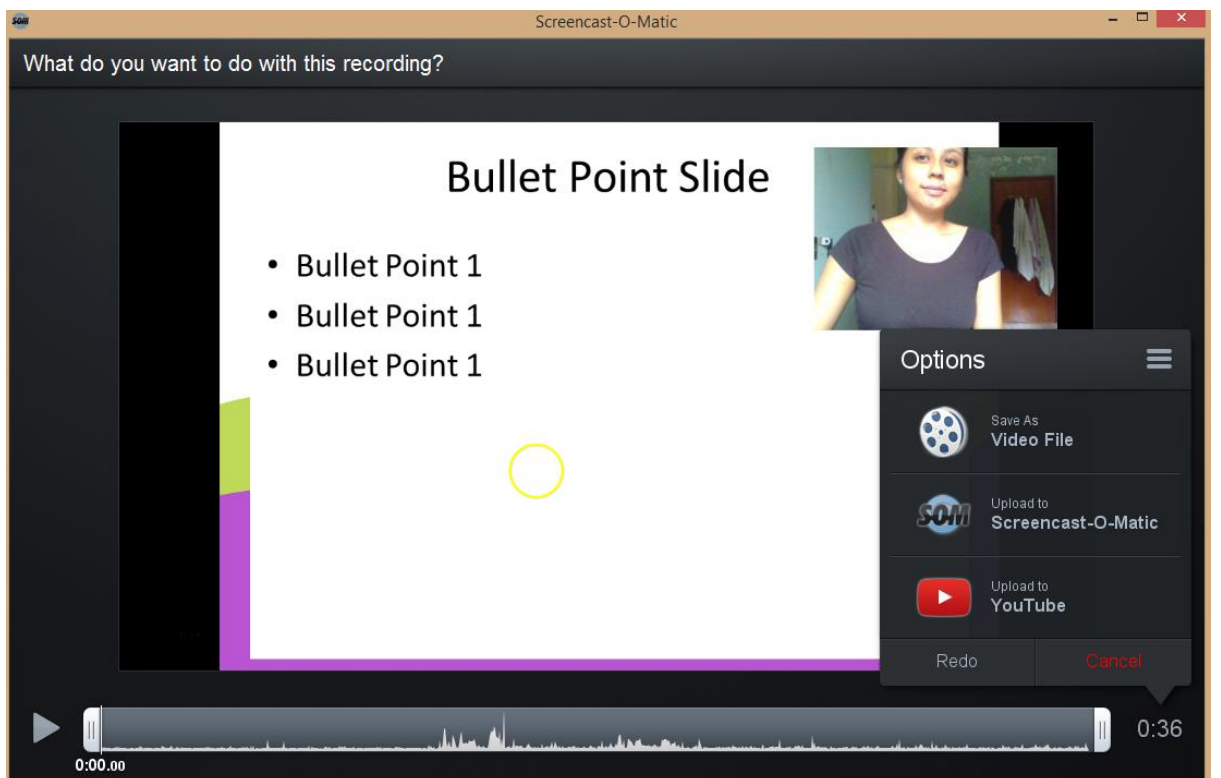 SOM
Screencast-O-Matic
What do you want to do with this recording?
Bullet Point Slide
• Bullet Point 1
• Bullet Point 1
• Bullet Point 1
Options
Save As
Video File
SOM
Upload to
Screencast-O-Matic
Upload to
YouTube
Redo Cancel
0:36
0:00.00